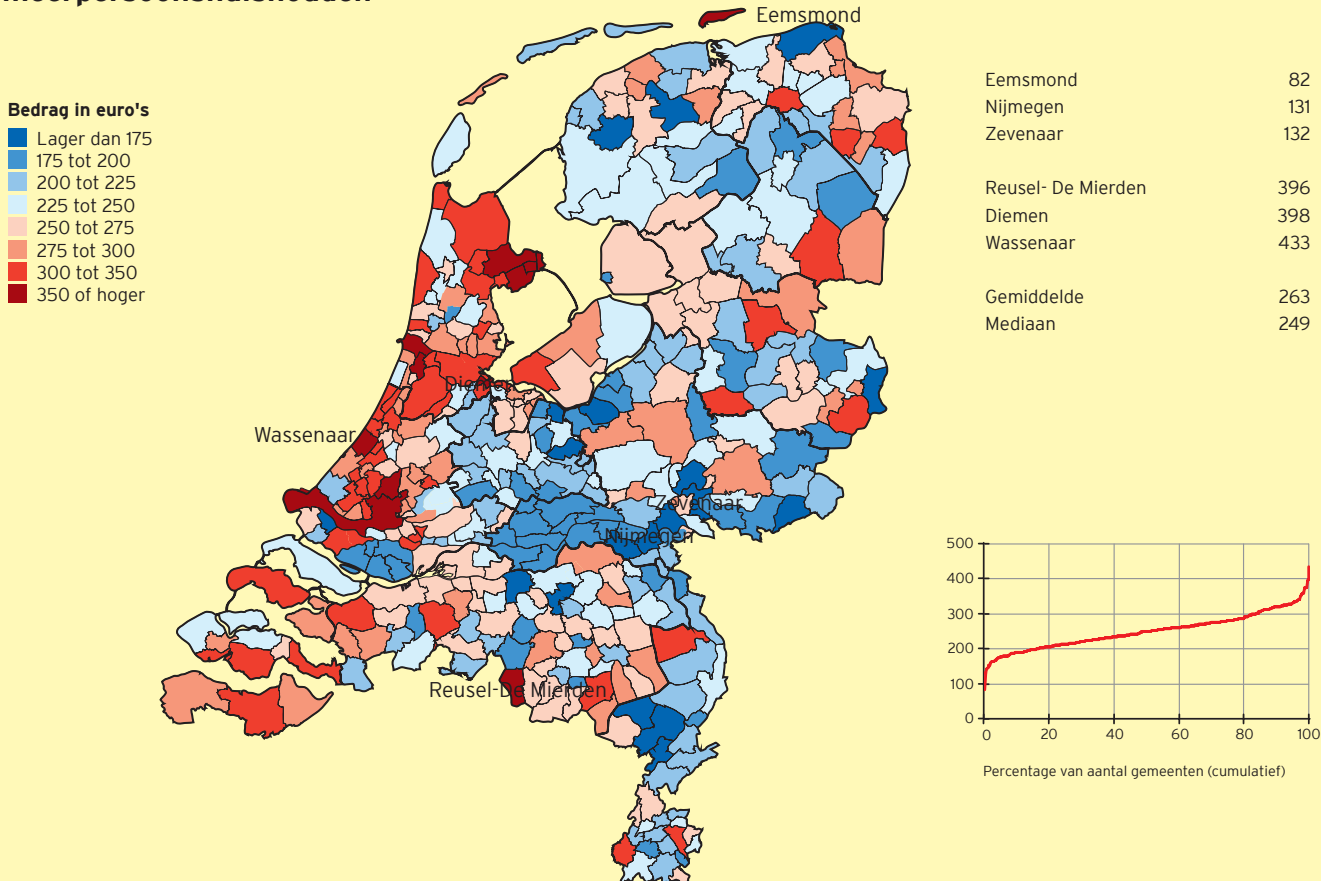 meerpersoonshuishouden
Bedrag in euro's
Lager dan 175
175 tot 200
200 tot 225
225 tot 250
250 tot 275
275 tot 300
300 tot 350
350 of hoger
Eemsmond
Diemen
Wassenaar
Zevenaar
Nijmegen
Reusel-De Mierden
Eemsmond 82
Nijmegen 131
Zevenaar 132
Reusel- De Mierden 396
Diemen 398
Wassenaar 433
Gemiddelde 263
Mediaan 249
500
400
300
200
100
0
0 20 40 60 80 100
Percentage van aantal gemeenten (cumulatief)